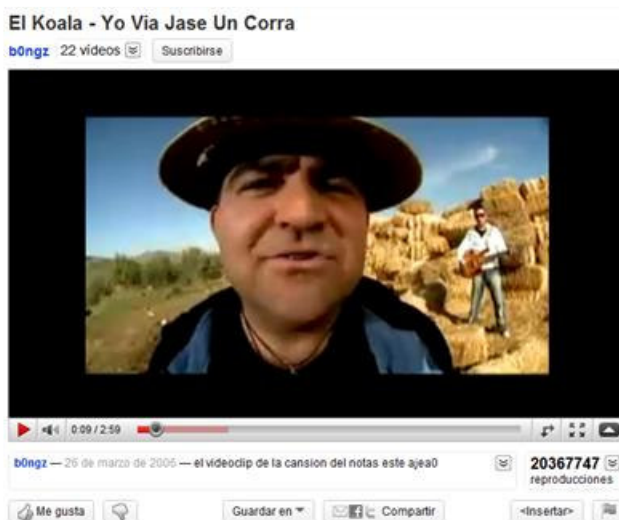 El Koala - Yo Via Jase Un Corra
b0ngz 22 vídeos Suscribirse
0:09 / 2:59
b0ngz — 26 de marzo de 2006 — el videoclip de la cansion del notas este ajea0
20367747
reproducciones
Me gusta Guardar en Compartir <Insertar>